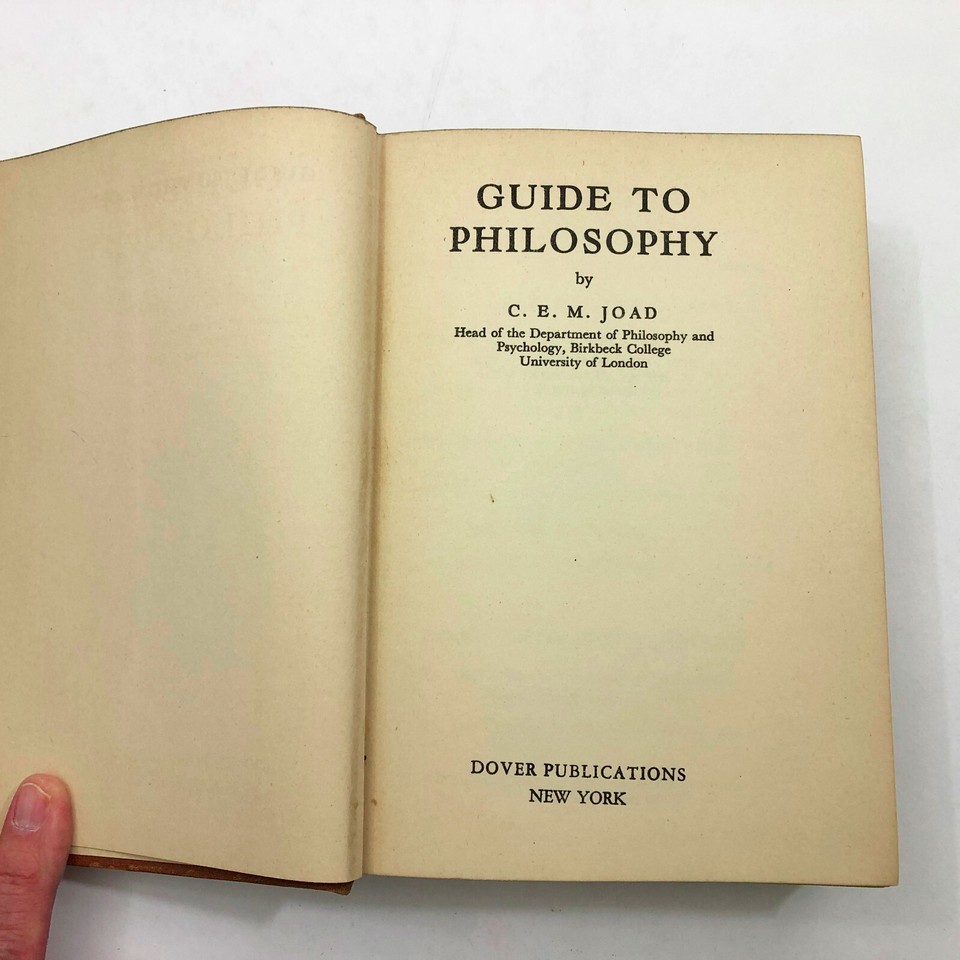 GUIDE TO
PHILOSOPHY
by
C. E. M. JOAD
Head of the Department of Philosophy and
Psychology, Birkbeck College
University of London
DOVER PUBLICATIONS
NEW YORK